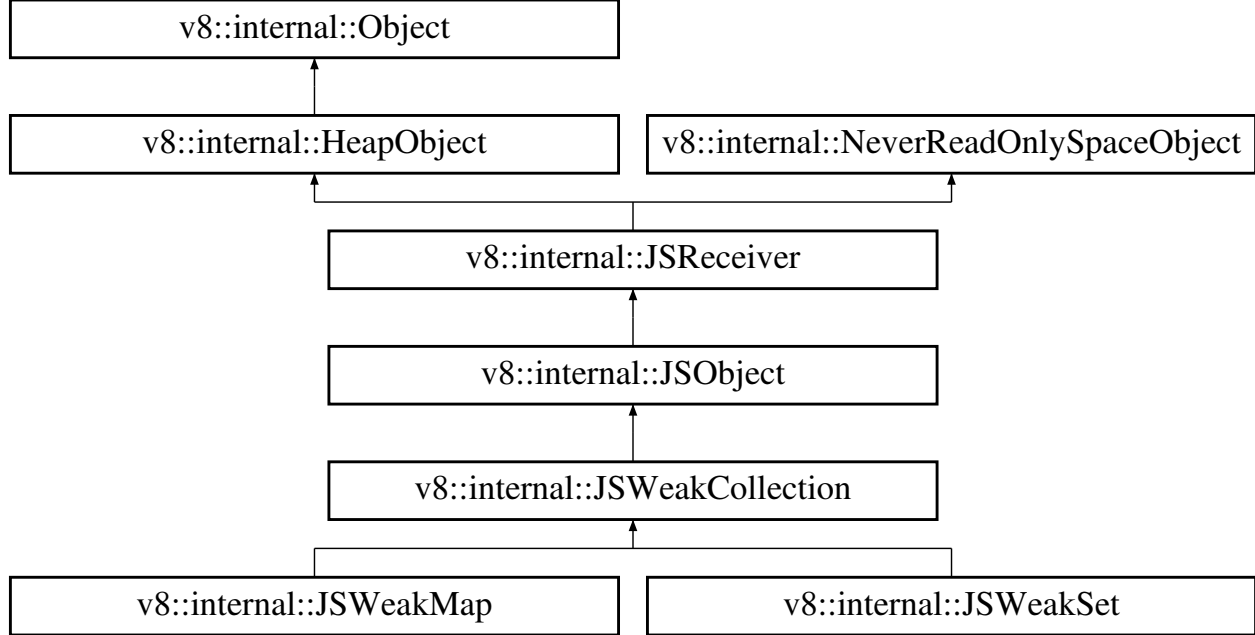 v8::internal::Object
v8::internal::HeapObject
v8::internal::NeverReadOnlySpaceObject
v8::internal::JSReceiver
v8::internal::JSObject
v8::internal::JSWeakCollection
v8::internal::JSWeakMap
v8::internal::JSWeakSet